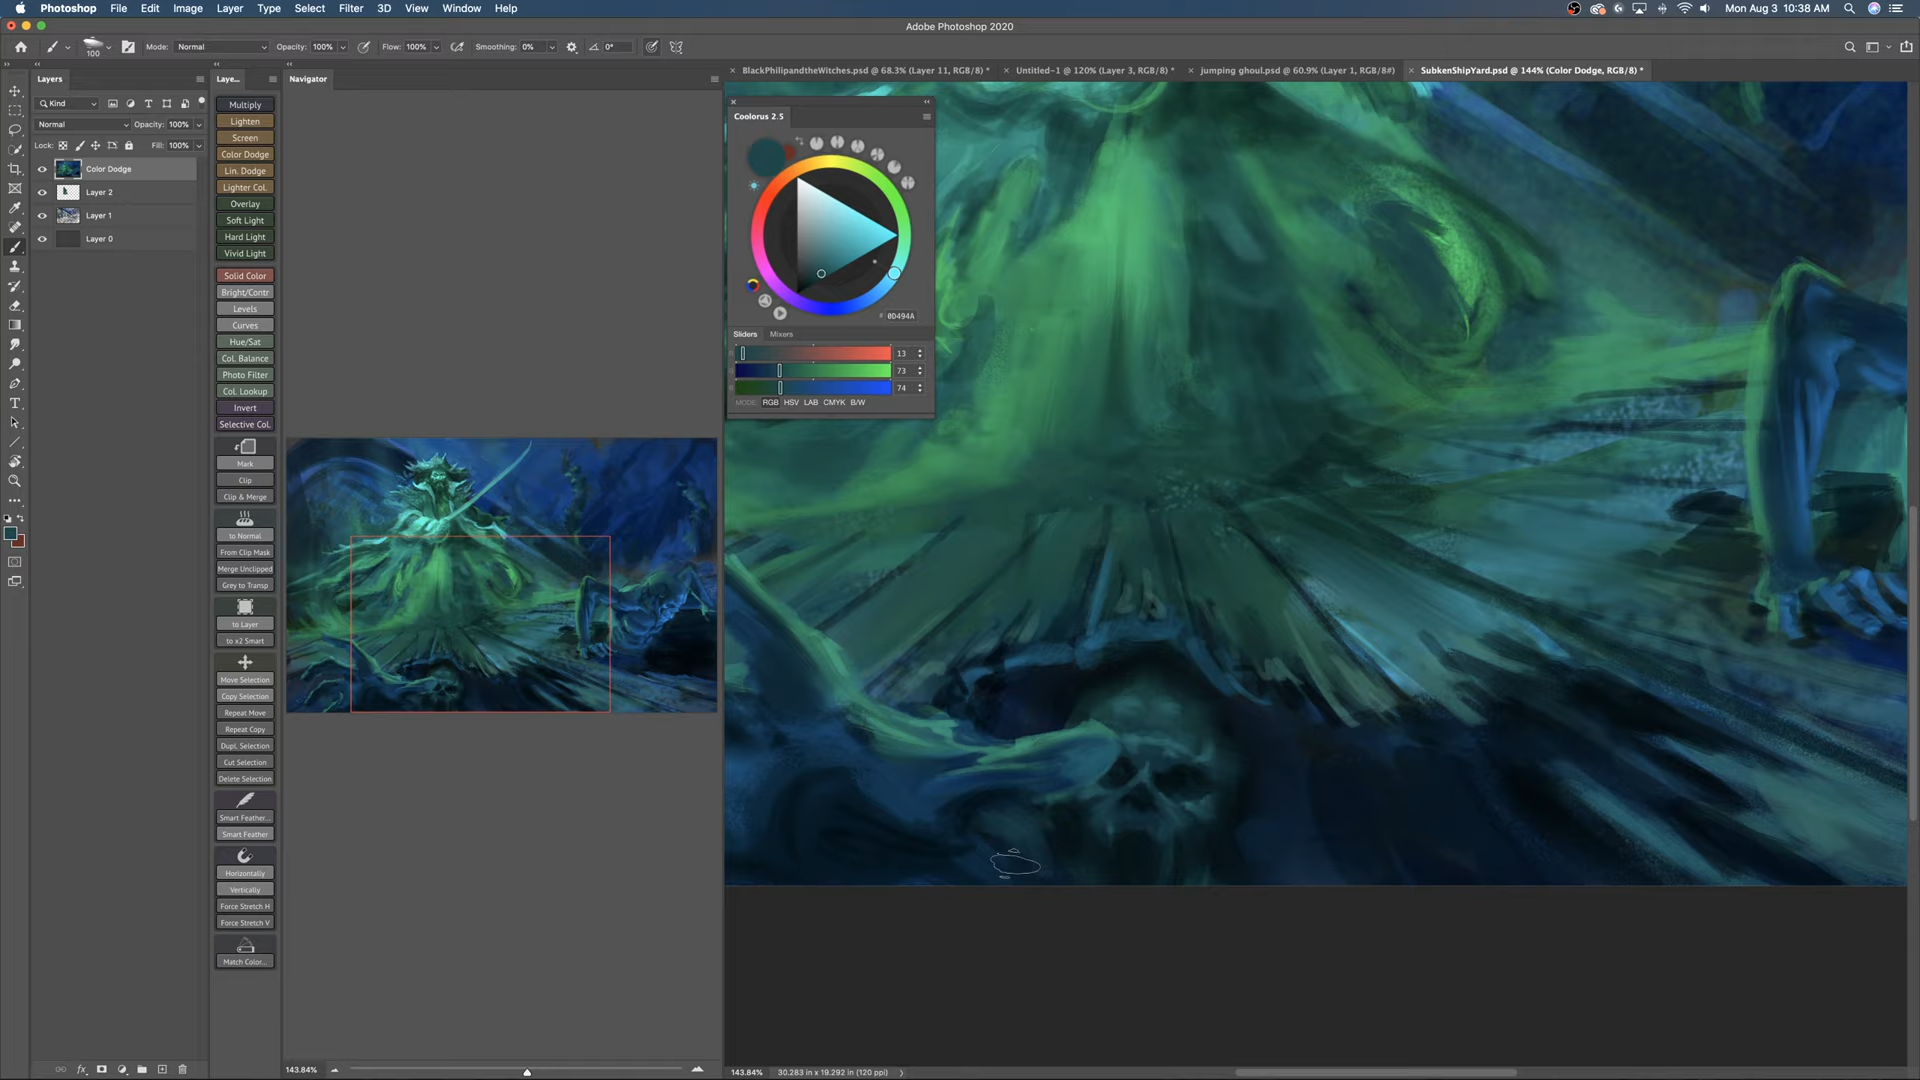 Photoshop File Edit Image Layer Type Select Filter 3D View Window Help
Mon Aug 3 10:38 AM
Adobe Photoshop 2020
100
Mode: Normal
Opacity: 100%
Flow: 100%
Smoothing: 0%
0°
Layers
Laye...
Navigator
BlackPhilipandtheWitches.psd @ 68.3% (Layer 11, RGB/8) *
Untitled-1 @ 120% (Layer 3, RGB/8) *
jumping ghoul.psd @ 60.9% (Layer 1, RGB/8#)
SubkenShipYard.psd @ 144% (Color Dodge, RGB/8) *
Kind
Normal
Opacity: 100%
Lock:
Fill: 100%
Color Dodge
Layer 2
Layer 1
Layer 0
Multiply
Lighten
Screen
Color Dodge
Lin. Dodge
Lighter Col.
Overlay
Soft Light
Hard Light
Vivid Light
Solid Color
Bright/Contr
Levels
Curves
Hue/Sat
Col. Balance
Photo Filter
Col. Lookup
Invert
Selective Col.
Mark
Clip
Clip & Merge
to Normal
From Clip Mask
Merge Unclipped
Grey to Transp
to Layer
to x2 Smart
Move Selection
Copy Selection
Repeat Move
Repeat Copy
Dupl. Selection
Cut Selection
Delete Selection
Smart Feather...
Smart Feather
Horizontally
Vertically
Force Stretch H
Force Stretch V
Match Color...
Coolorus 2.5
# 0D494A
Sliders Mixers
R 13
G 73
B 74
MODE RGB HSV LAB CMYK B/W
143.84%
143.84%
30.283 in x 19.292 in (120 ppi)